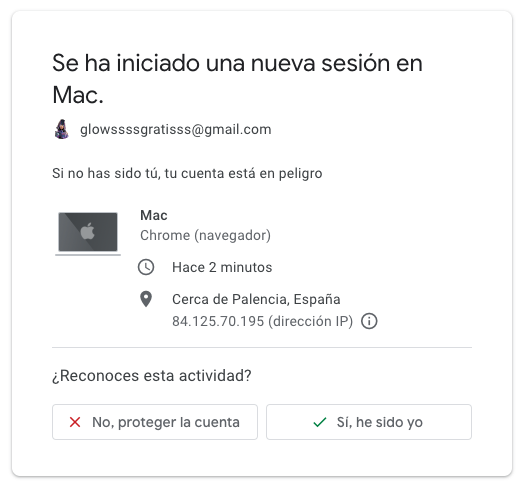 Se ha iniciado una nueva sesión en
Mac.
glowssssgratisss@gmail.com
Si no has sido tú, tu cuenta está en peligro
Mac
Chrome (navegador)
Hace 2 minutos
Cerca de Palencia, España
84.125.70.195 (dirección IP)
¿Reconoces esta actividad?
No, proteger la cuenta
Sí, he sido yo